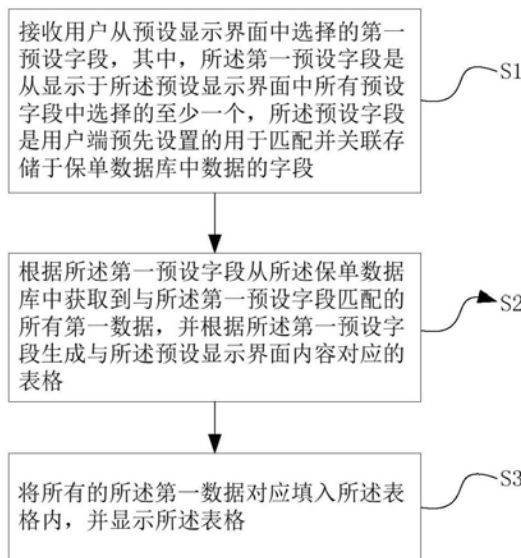 接收用户从预设显示界面中选择的第一
预设字段，其中，所述第一预设字段是
从显示于所述预设显示界面中所有预设
字段中选择的至少一个，所述预设字段
是用户端预先设置的用于匹配并关联存
储于保单数据库中数据的字段
S1
根据所述第一预设字段从所述保单数据
库中获取到与所述第一预设字段匹配的
所有第一数据，并根据所述第一预设字
段生成与所述预设显示界面内容对应的
表格
S2
将所有的所述第一数据对应填入所述表
格内，并显示所述表格
S3